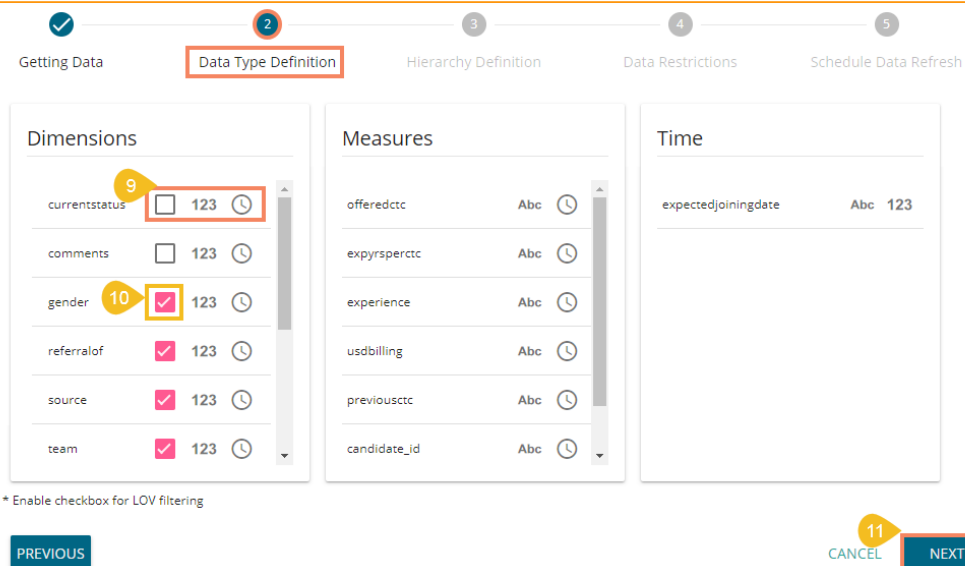 2 3 4 5
Getting Data Data Type Definition Hierarchy Definition Data Restrictions Schedule Data Refresh
Dimensions
9
currentstatus 123
comments 123
10
gender 123
referralof 123
source 123
team 123
Measures
offeredctc Abc
expyrsperctc Abc
experience Abc
usdbilling Abc
previousctc Abc
candidate_id Abc
Time
expectedjoiningdate Abc 123
* Enable checkbox for LOV filtering
11
PREVIOUS CANCEL NEXT